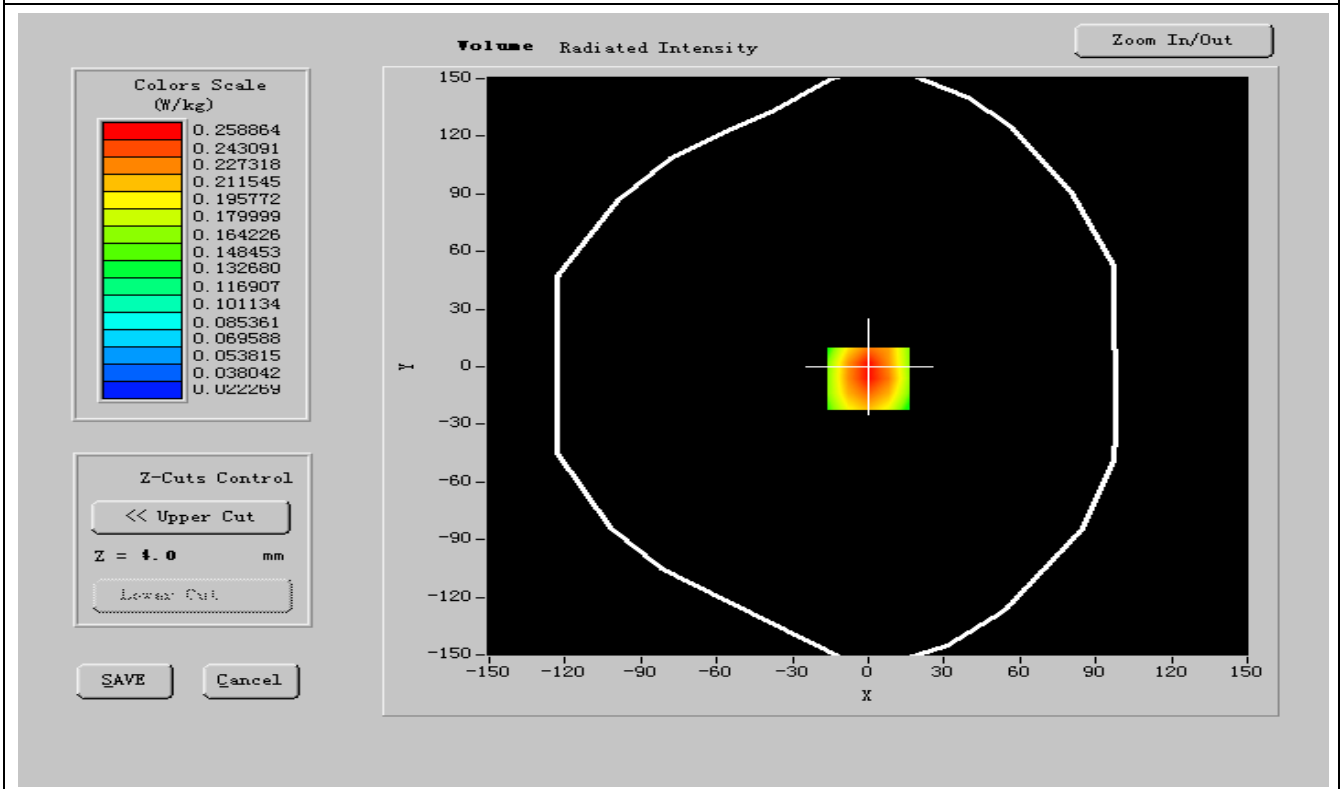 Volume Radiated Intensity
Zoom In/Out
Colors Scale
(W/kg)
0.258864
0.243091
0.227318
0.211545
0.195772
0.179999
0.164226
0.148453
0.132680
0.116907
0.101134
0.085361
0.069588
0.053815
0.038042
0.022269
Z-Cuts Control
<< Upper Cut
Z = 4.0 mm
Lower Cut
SAVE
Cancel
150
120
90
60
30
0
-30
-60
-90
-120
-150
Y
-150 -120 -90 -60 -30 0 30 60 90 120 150
X